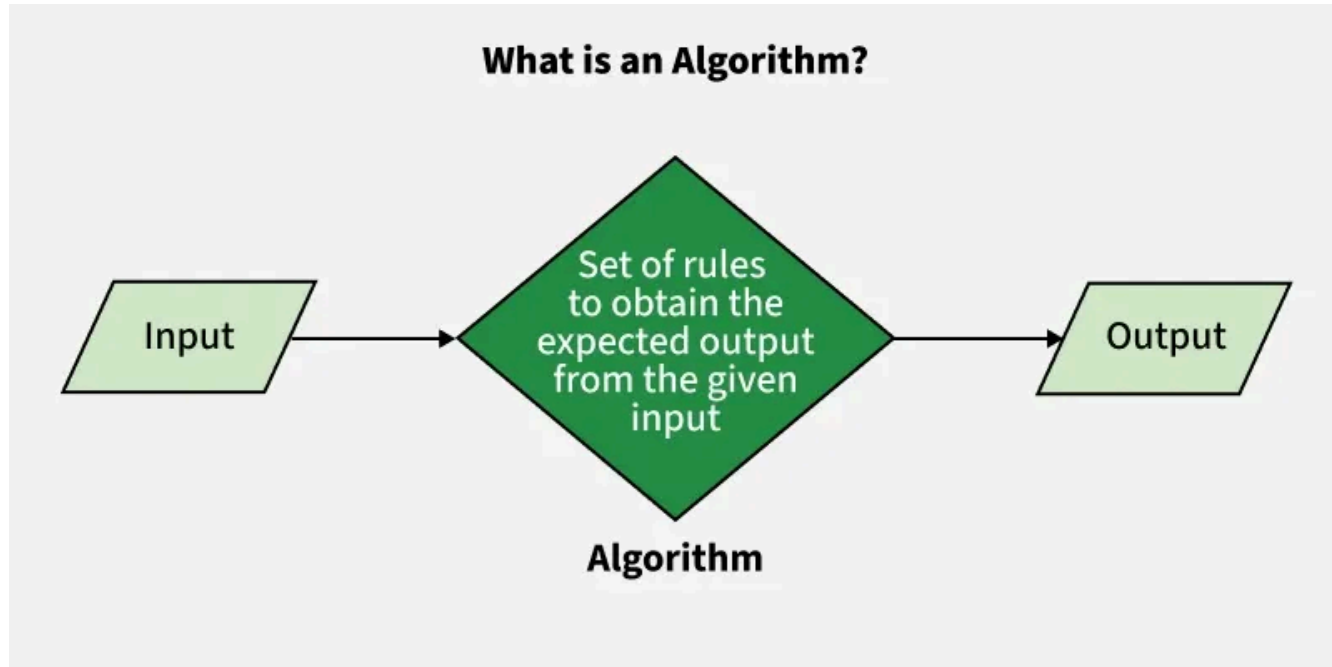 What is an Algorithm?
Input
Set of rules
to obtain the
expected output
from the given
input
Output
Algorithm